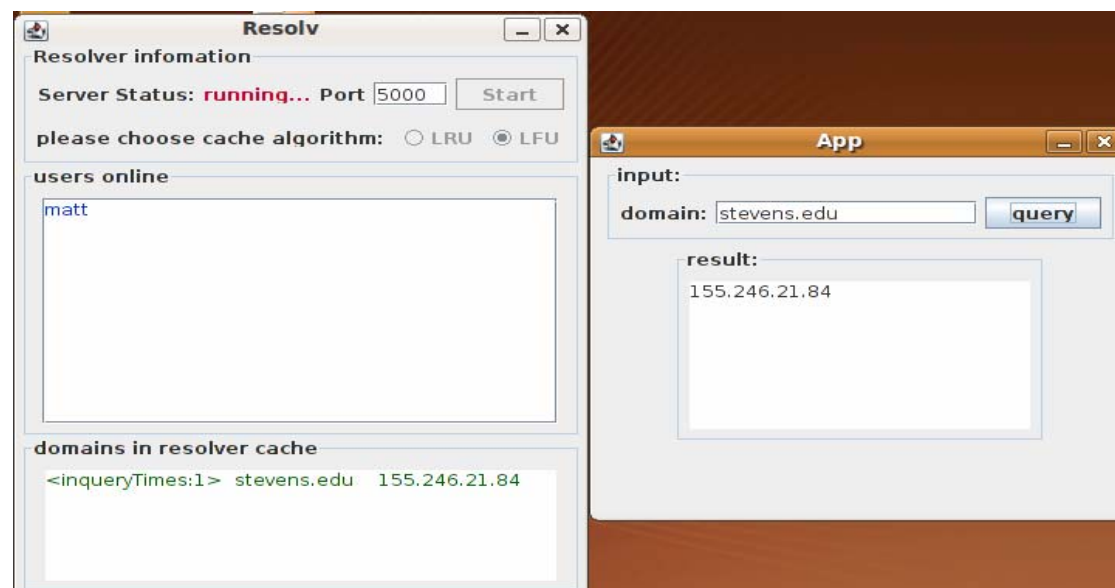 Resolv
Resolver infomation
Server Status: running... Port 5000 Start
please choose cache algorithm: LRU LFU
users online
matt
domains in resolver cache
<inqueryTimes:1> stevens.edu 155.246.21.84
App
input:
domain: stevens.edu query
result:
155.246.21.84